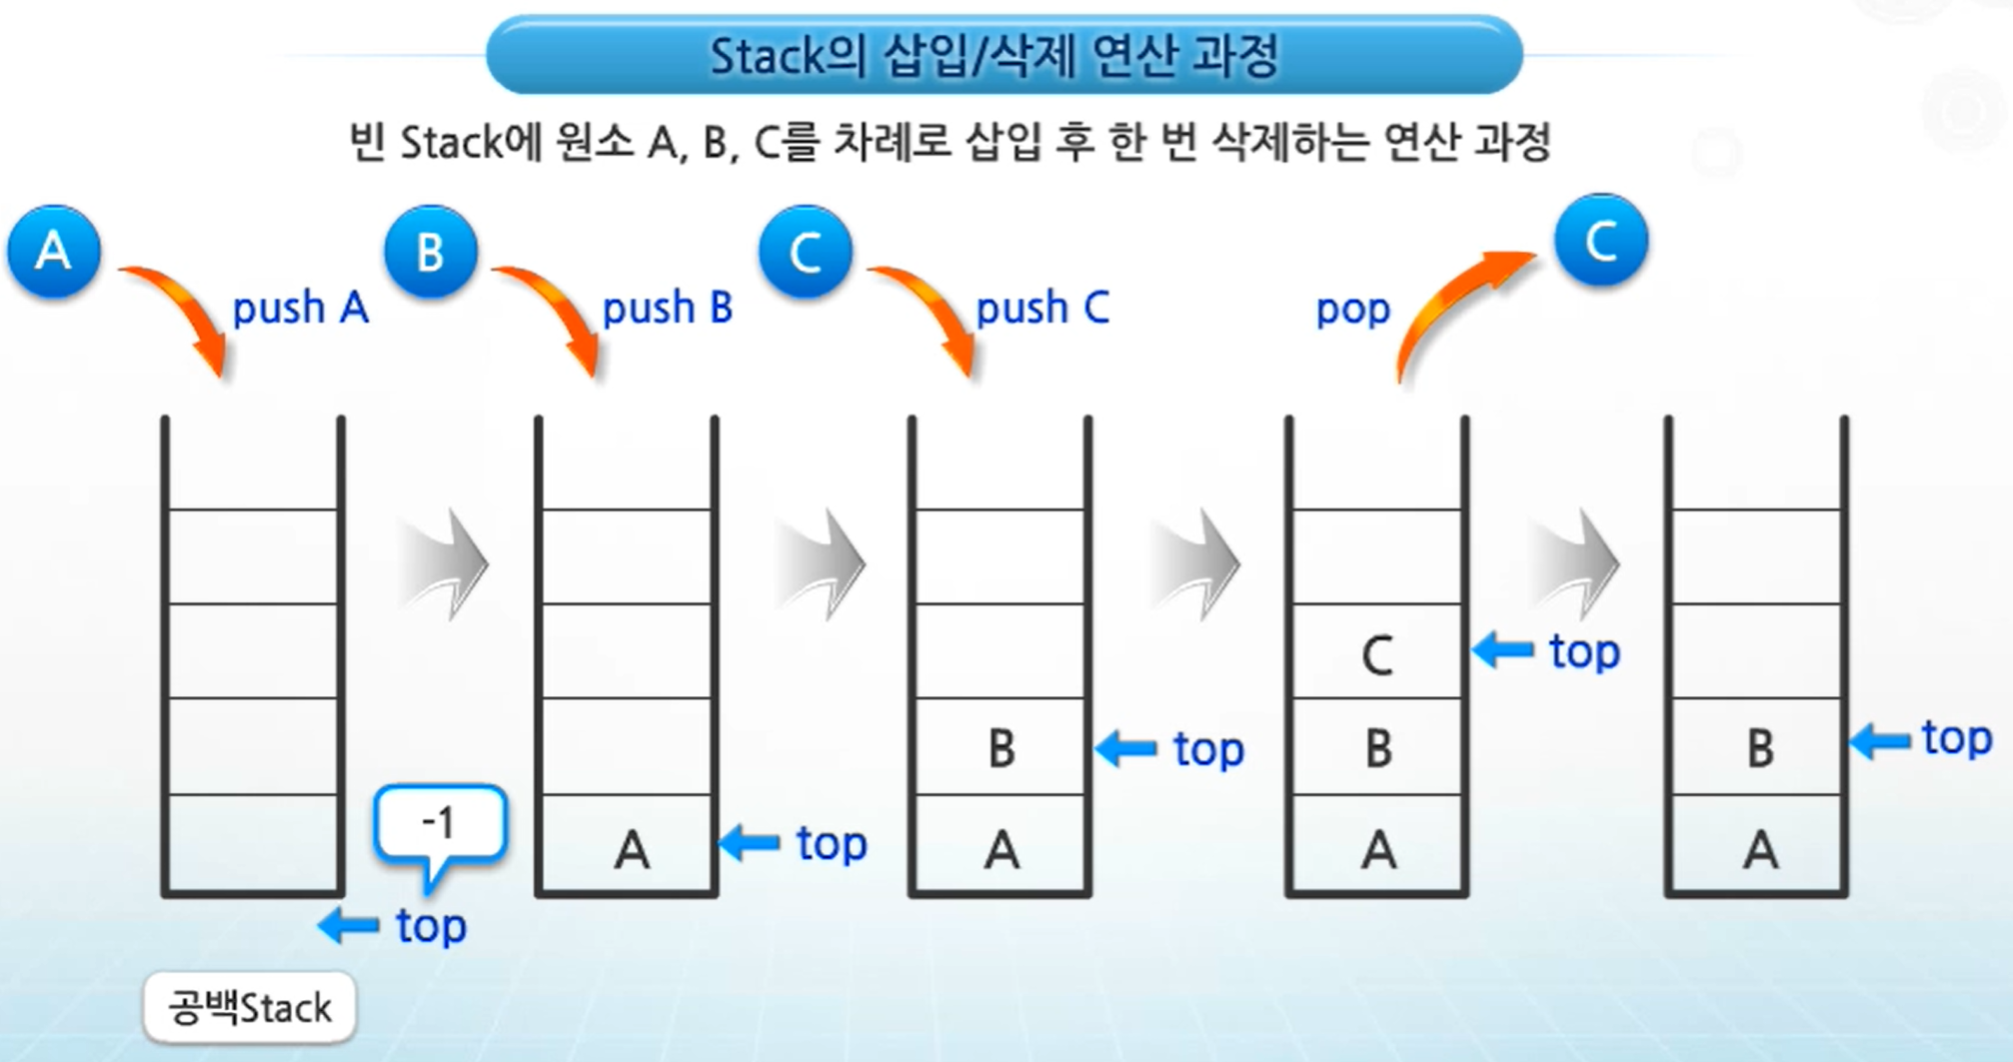 Stack의 삽입/삭제 연산 과정
빈 Stack에 원소 A, B, C를 차례로 삽입 후 한 번 삭제하는 연산 과정
A
push A
B
push B
C
push C
pop
C
-1
top
공백Stack
A
top
B
top
A
C
top
B
A
B
top
A